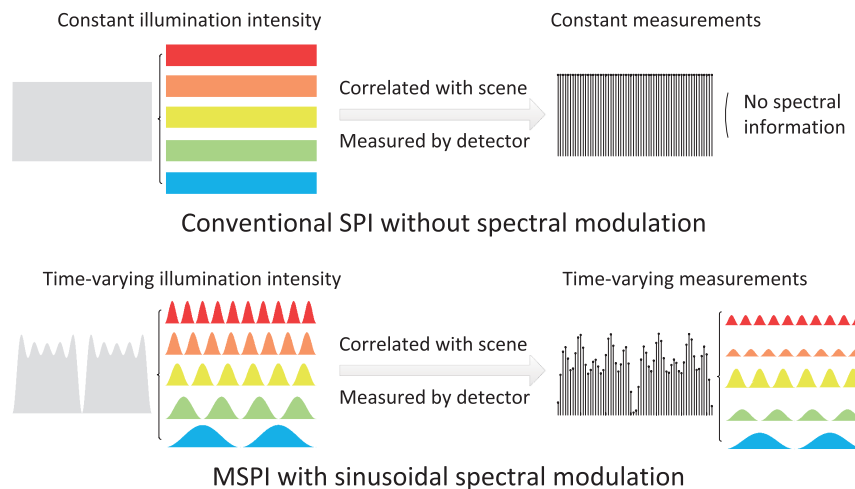 Constant illumination intensity
Constant measurements
Correlated with scene
Measured by detector
No spectral
information
Conventional SPI without spectral modulation
Time-varying illumination intensity
Time-varying measurements
Correlated with scene
Measured by detector
MSPI with sinusoidal spectral modulation